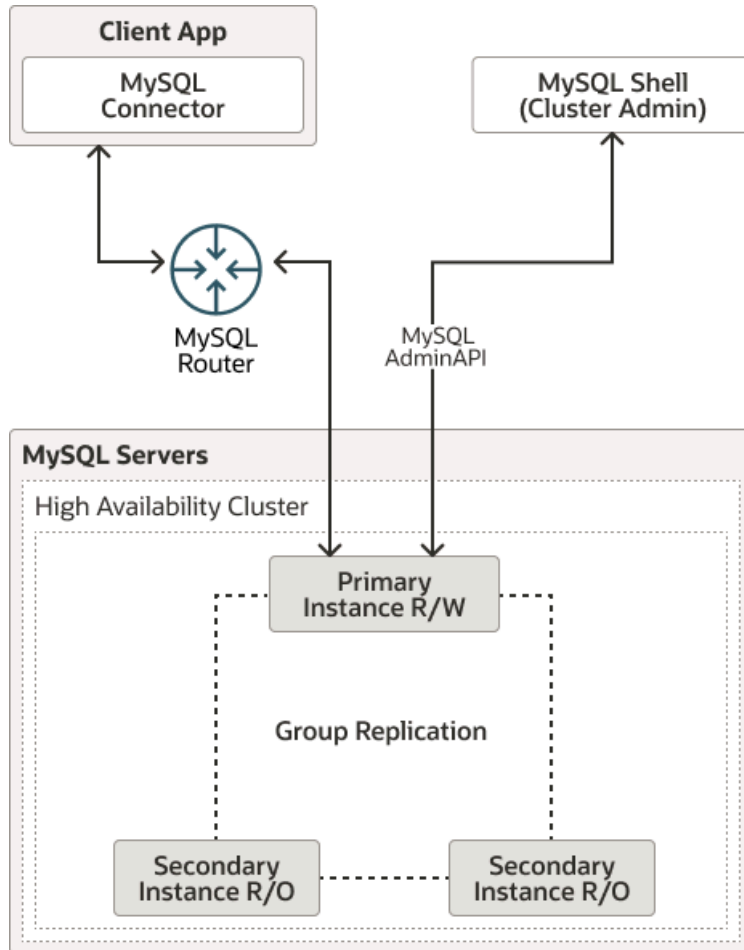 Client App
MySQL
Connector
MySQL Shell
(Cluster Admin)
MySQL
Router
MySQL
AdminAPI
MySQL Servers
High Availability Cluster
Primary
Instance R/W
Group Replication
Secondary
Instance R/O
Secondary
Instance R/O